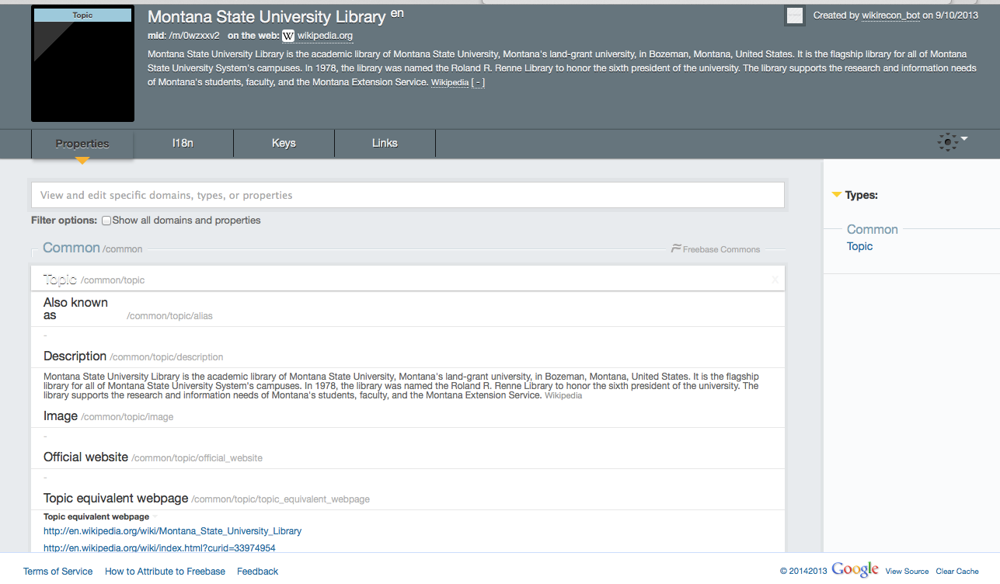 Topic
Montana State University Library en
Created by wikirecon_bot on 9/10/2013
mid: /m/0wzxxv2 on the web: W wikipedia.org
Montana State University Library is the academic library of Montana State University, Montana's land-grant university, in Bozeman, Montana, United States. It is the flagship library for all of Montana
State University System's campuses. In 1978, the library was named the Roland R. Renne Library to honor the sixth president of the university. The library supports the research and information needs
of Montana's students, faculty, and the Montana Extension Service. Wikipedia [ - ]
Properties I18n Keys Links
View and edit specific domains, types, or properties
Filter options: Show all domains and properties
Common /common Freebase Commons
Topic /common/topic x
Also known
as /common/topic/alias
-
Description /common/topic/description
Montana State University Library is the academic library of Montana State University, Montana's land-grant university, in Bozeman, Montana, United States. It is the flagship
library for all of Montana State University System's campuses. In 1978, the library was named the Roland R. Renne Library to honor the sixth president of the university. The
library supports the research and information needs of Montana's students, faculty, and the Montana Extension Service. Wikipedia
Image /common/topic/image
-
Official website /common/topic/official_website
-
Topic equivalent webpage /common/topic/topic_equivalent_webpage
Topic equivalent webpage
http://en.wikipedia.org/wiki/Montana_State_University_Library
http://en.wikipedia.org/wiki/index.html?curid=33974954
Types:
Common
Topic
Terms of Service How to Attribute to Freebase Feedback
© 20142013 Google View Source Clear Cache